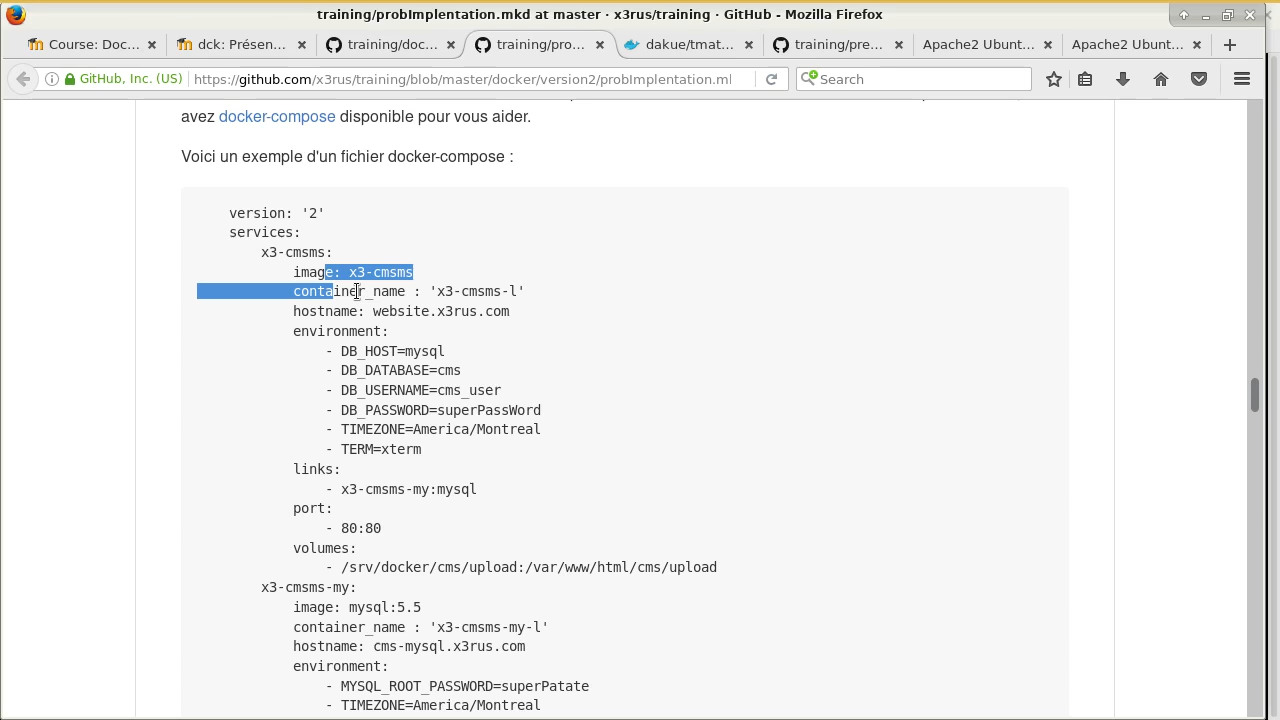 training/probImplentation.mkd at master · x3rus/training · GitHub - Mozilla Firefox
Course: Doc...
dck: Présen...
training/doc...
training/pro...
dakue/tmat...
training/pre...
Apache2 Ubunt...
Apache2 Ubunt...
GitHub, Inc. (US)
https://github.com/x3rus/training/blob/master/docker/version2/probImplentation.ml
Search
avez docker-compose disponible pour vous aider.
Voici un exemple d'un fichier docker-compose :
version: '2'
services:
x3-cmsms:
image: x3-cmsms
container_name : 'x3-cmsms-l'
hostname: website.x3rus.com
environment:
- DB_HOST=mysql
- DB_DATABASE=cms
- DB_USERNAME=cms_user
- DB_PASSWORD=superPassWord
- TIMEZONE=America/Montreal
- TERM=xterm
links:
- x3-cmsms-my:mysql
port:
- 80:80
volumes:
- /srv/docker/cms/upload:/var/www/html/cms/upload
x3-cmsms-my:
image: mysql:5.5
container_name : 'x3-cmsms-my-l'
hostname: cms-mysql.x3rus.com
environment:
- MYSQL_ROOT_PASSWORD=superPatate
- TIMEZONE=America/Montreal